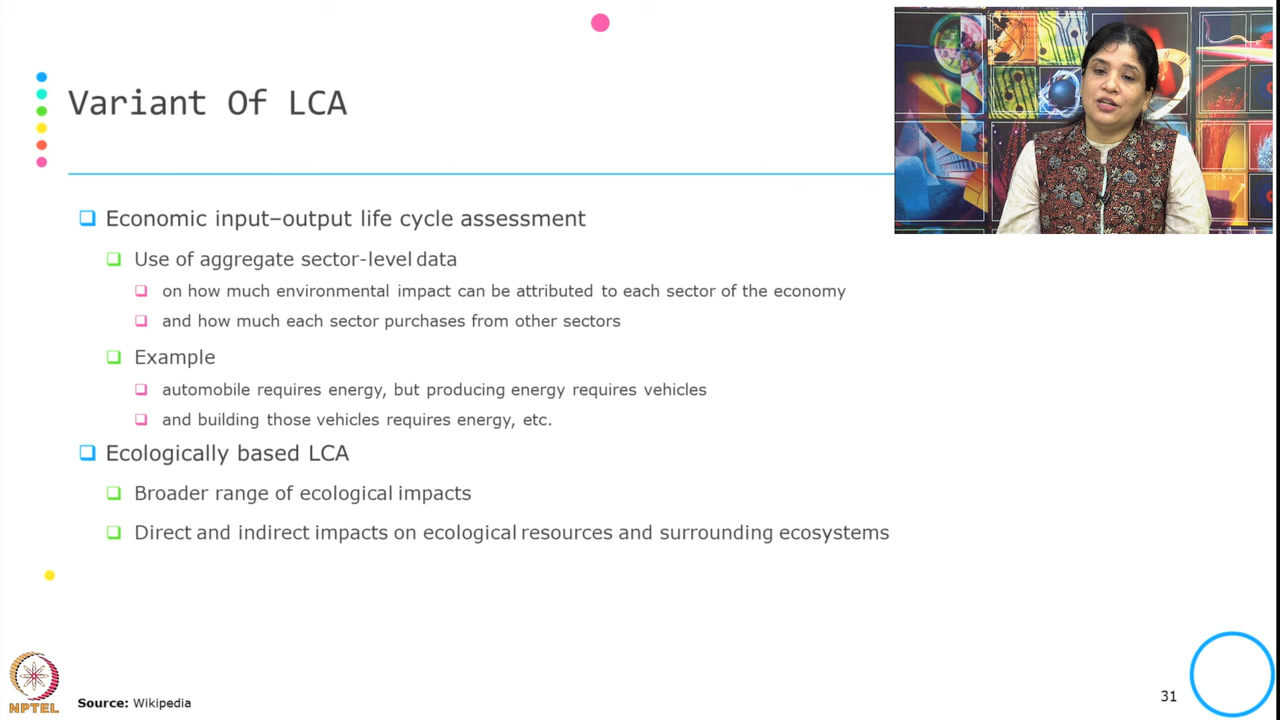 Variant Of LCA
Economic input–output life cycle assessment
Use of aggregate sector-level data
on how much environmental impact can be attributed to each sector of the economy
and how much each sector purchases from other sectors
Example
automobile requires energy, but producing energy requires vehicles
and building those vehicles requires energy, etc.
Ecologically based LCA
Broader range of ecological impacts
Direct and indirect impacts on ecological resources and surrounding ecosystems
NPTEL
Source: Wikipedia
31